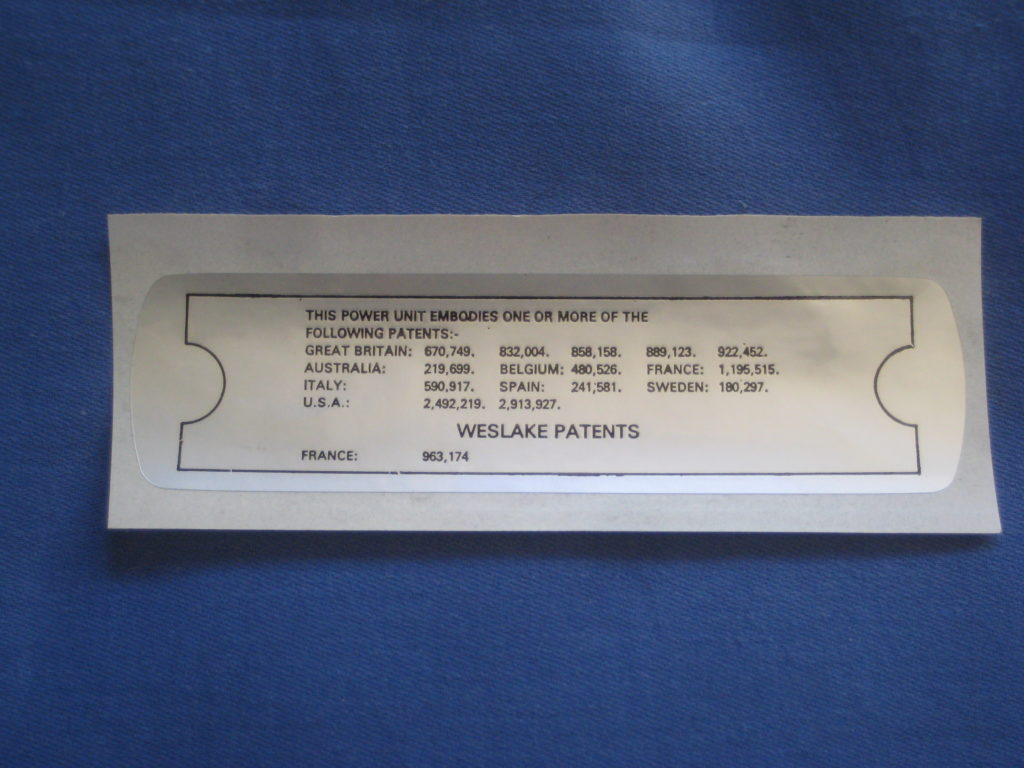 THIS POWER UNIT EMBODIES ONE OR MORE OF THE
FOLLOWING PATENTS:-
GREAT BRITAIN: 670,749. 832,004. 858,158. 889,123. 922,452.
AUSTRALIA: 219,699. BELGIUM: 480,526. FRANCE: 1,195,515.
ITALY: 590,917. SPAIN: 241,581. SWEDEN: 180,297.
U.S.A.: 2,492,219. 2,913,927.
WESLAKE PATENTS
FRANCE: 963,174